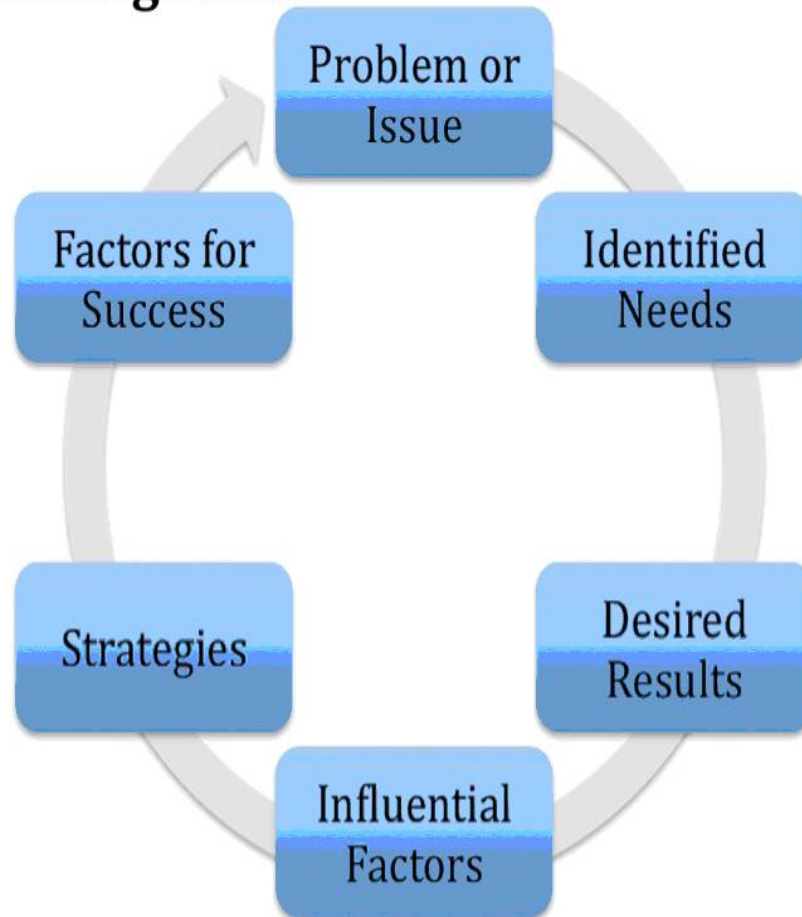 Problem or
Issue
Identified
Needs
Desired
Results
Influential
Factors
Strategies
Factors for
Success